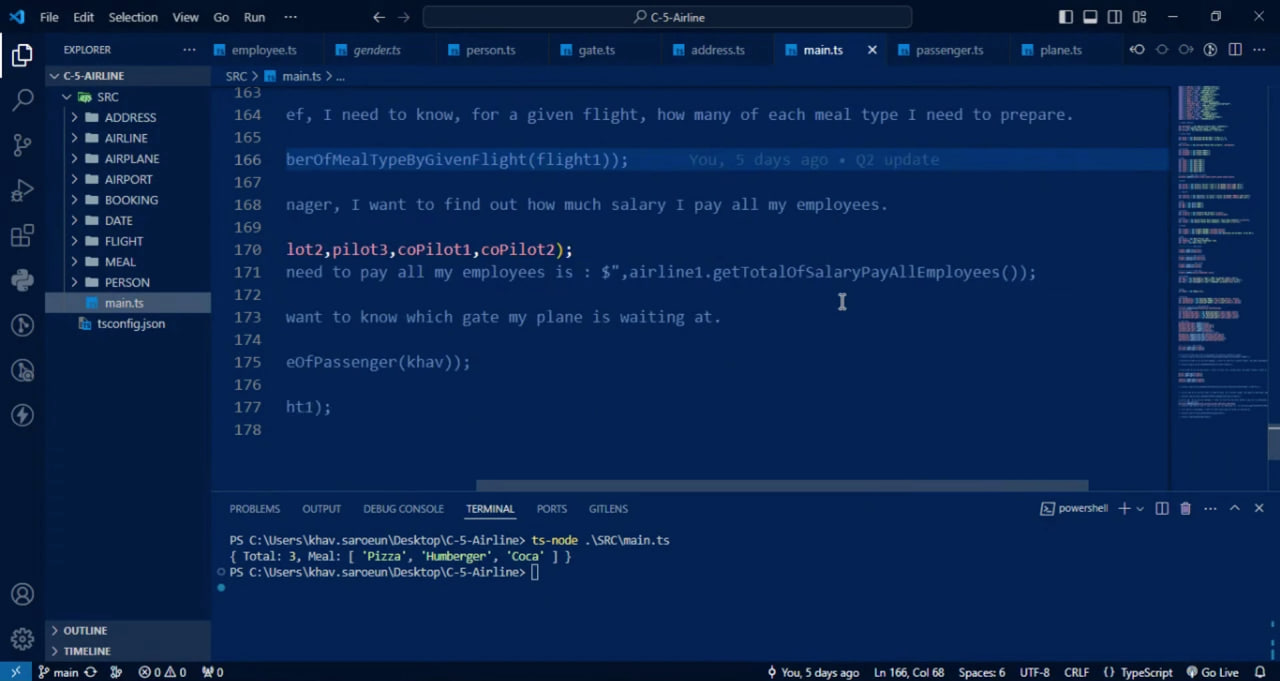 File Edit Selection View Go Run ··· C-5-Airline
EXPLORER ··· employee.ts gender.ts person.ts gate.ts address.ts main.ts passenger.ts plane.ts
C-5-AIRLINE
SRC > main.ts > ...
SRC
ADDRESS
AIRLINE
AIRPLANE
AIRPORT
BOOKING
DATE
FLIGHT
MEAL
PERSON
main.ts
tsconfig.json
OUTLINE
TIMELINE
163
164 ef, I need to know, for a given flight, how many of each meal type I need to prepare.
165
166 berOfMealTypeByGivenFlight(flight1)); You, 5 days ago • Q2 update
167
168 nager, I want to find out how much salary I pay all my employees.
169
170 lot2,pilot3,coPilot1,coPilot2);
171 need to pay all my employees is : $",airline1.getTotalOfSalaryPayAllEmployees());
172
173 want to know which gate my plane is waiting at.
174
175 eOfPassenger(khav));
176
177 ht1);
178
PROBLEMS OUTPUT DEBUG CONSOLE TERMINAL PORTS GITLENS powershell
PS C:\Users\khav.saroeun\Desktop\C-5-Airline> ts-node .\SRC\main.ts
{ Total: 3, Meal: [ 'Pizza', 'Humberger', 'Coca' ] }
PS C:\Users\khav.saroeun\Desktop\C-5-Airline>
main 0 0 0 You, 5 days ago Ln 166, Col 68 Spaces: 6 UTF-8 CRLF {} TypeScript Go Live